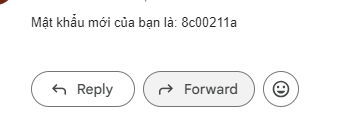 Mật khẩu mới của bạn là: 8c00211a
Reply
Forward